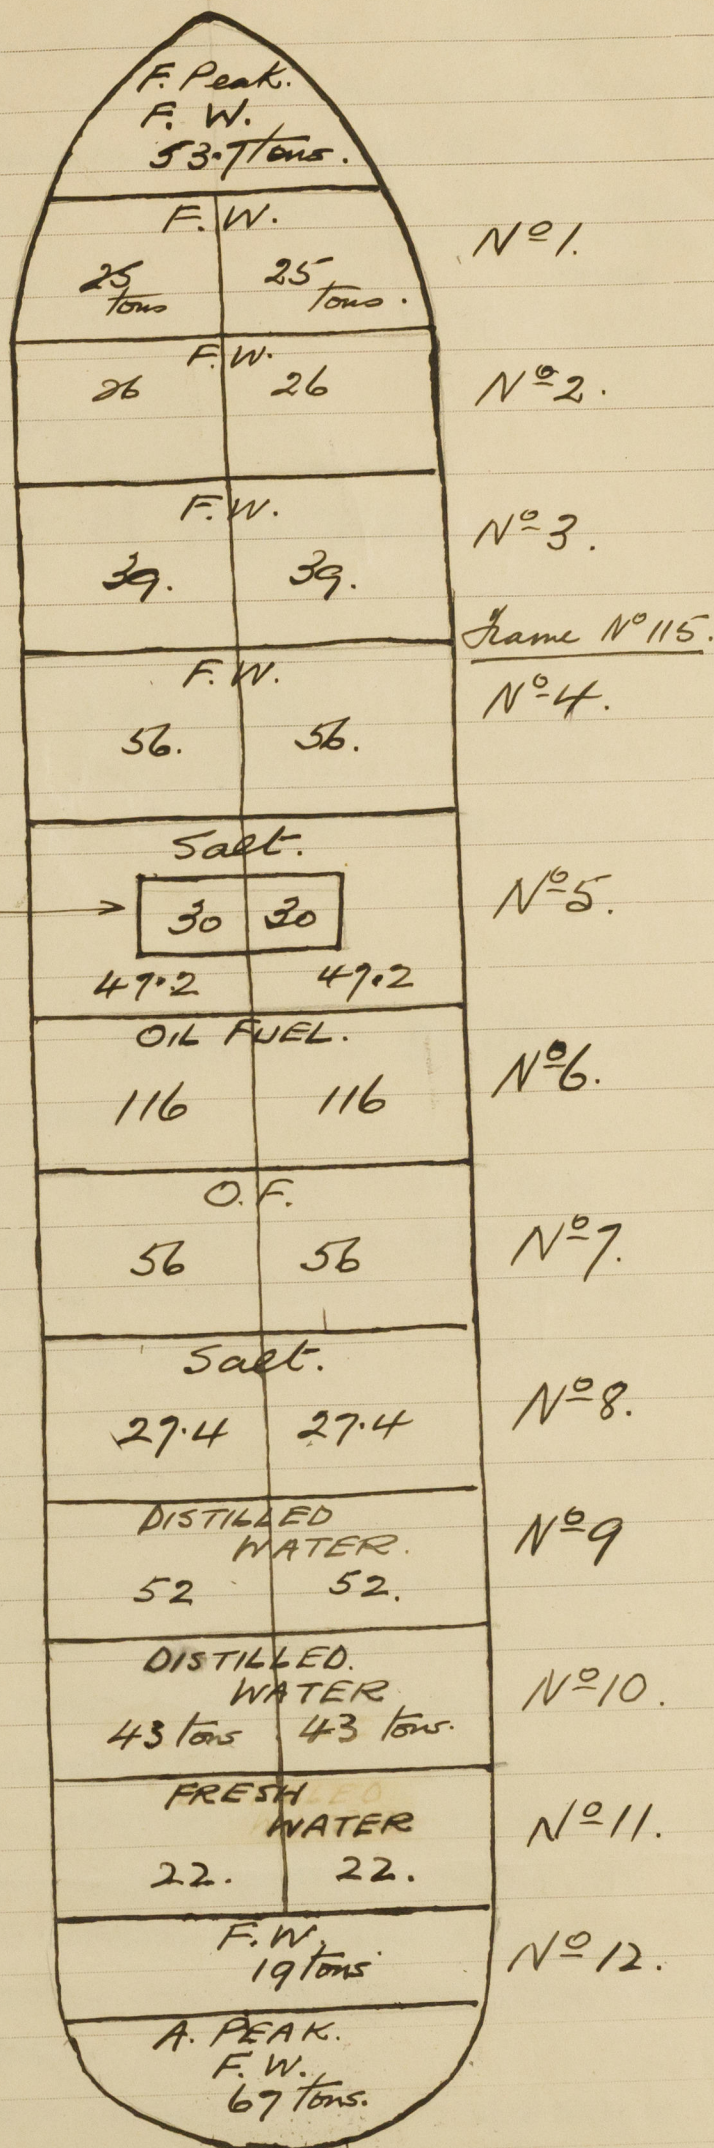 F. Peak.
F. W.
53.7 tons.
F.W.
25 tons 25 tons.
Nº 1.
F.W.
26 26
Nº 2.
F.W.
39. 39.
Nº 3.
Frame Nº 115.
F.W.
Nº 4.
56. 56.
Salt.
30 30
Nº 5.
47.2 47.2
OIL FUEL.
116 116
Nº 6.
O.F.
56 56
Nº 7.
Salt.
27.4 27.4
Nº 8.
DISTILLED
WATER.
52 52.
Nº 9
DISTILLED.
WATER
43 tons 43 tons.
Nº 10.
FRESH
WATER
22. 22.
Nº 11.
F.W.
19 tons
Nº 12.
A. PEAK.
F. W.
67 tons.